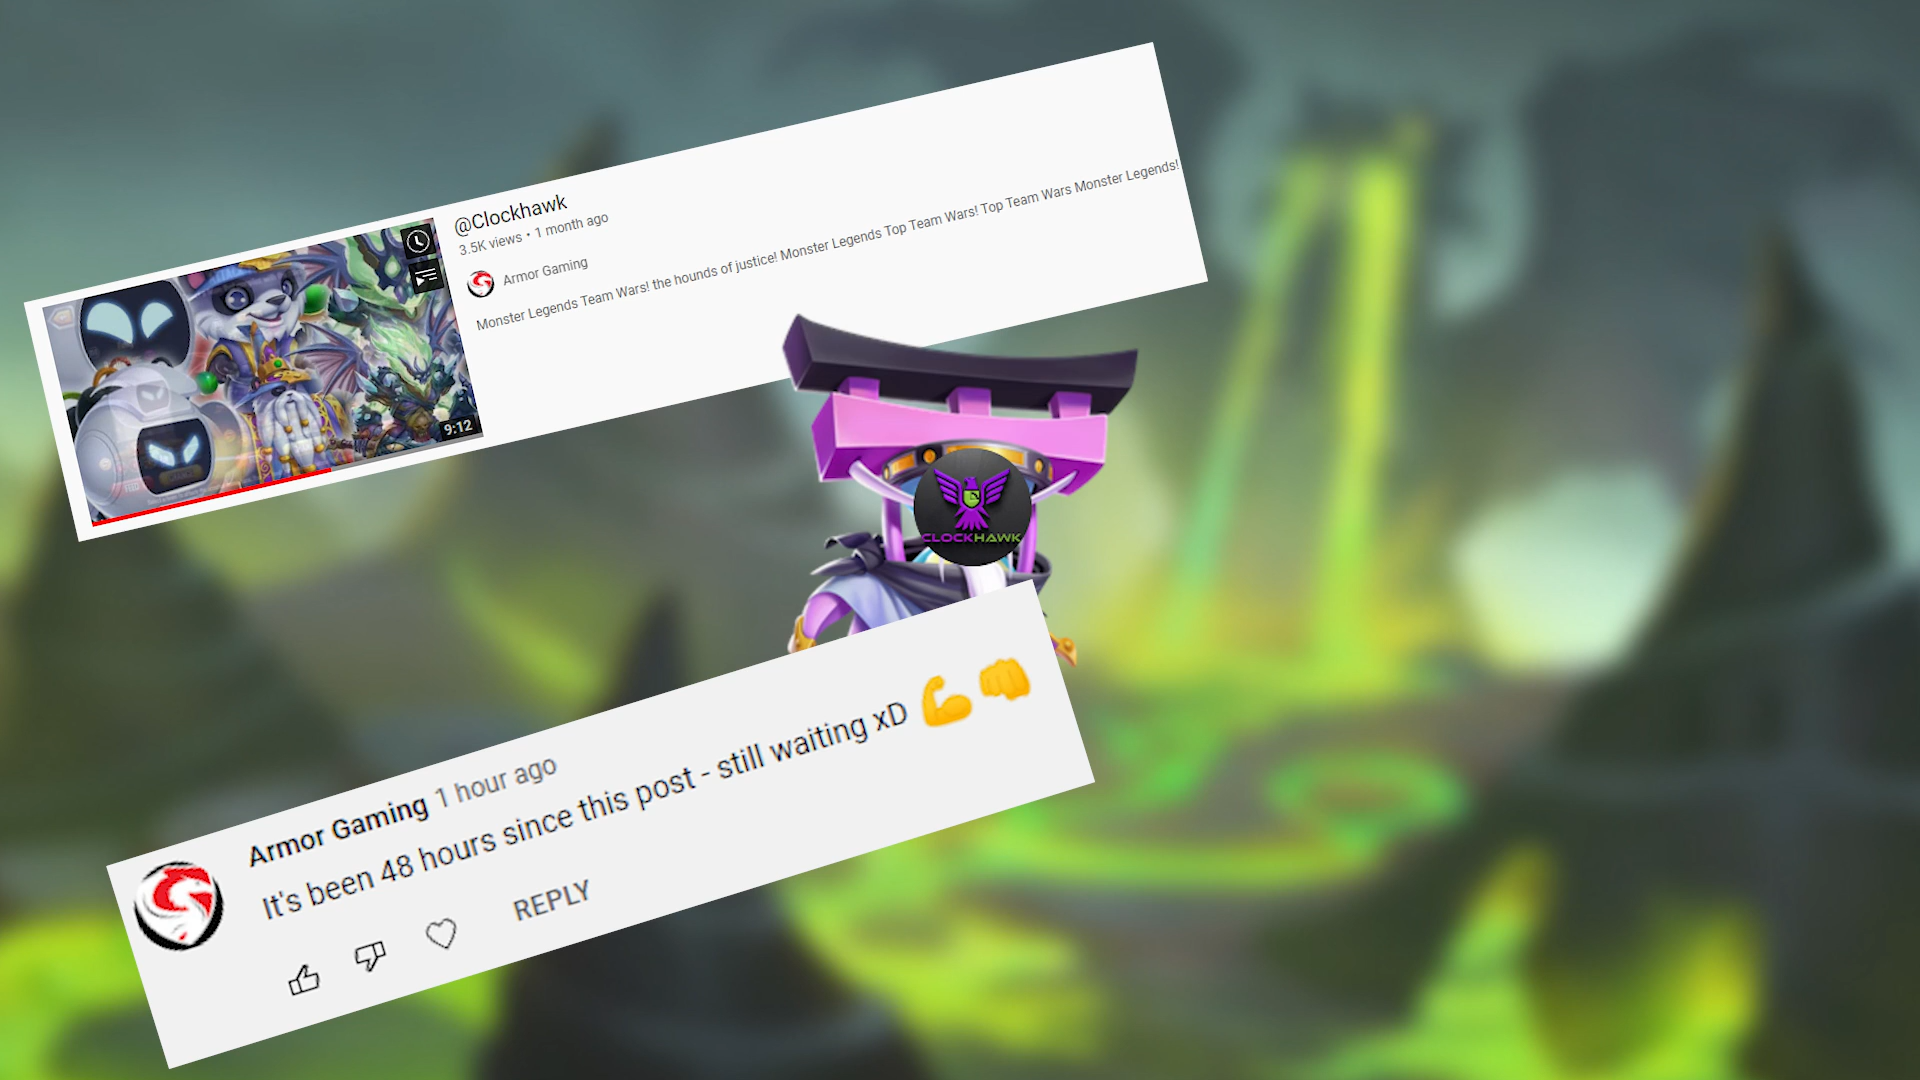 @Clockhawk
3.5K views • 1 month ago
Armor Gaming
Monster Legends Team Wars! the hounds of justice! Monster Legends Top Team Wars! Top Team Wars Monster Legends!
9:12
CLOCKHAWK
Armor Gaming 1 hour ago
It's been 48 hours since this post - still waiting xD 💪👊
REPLY